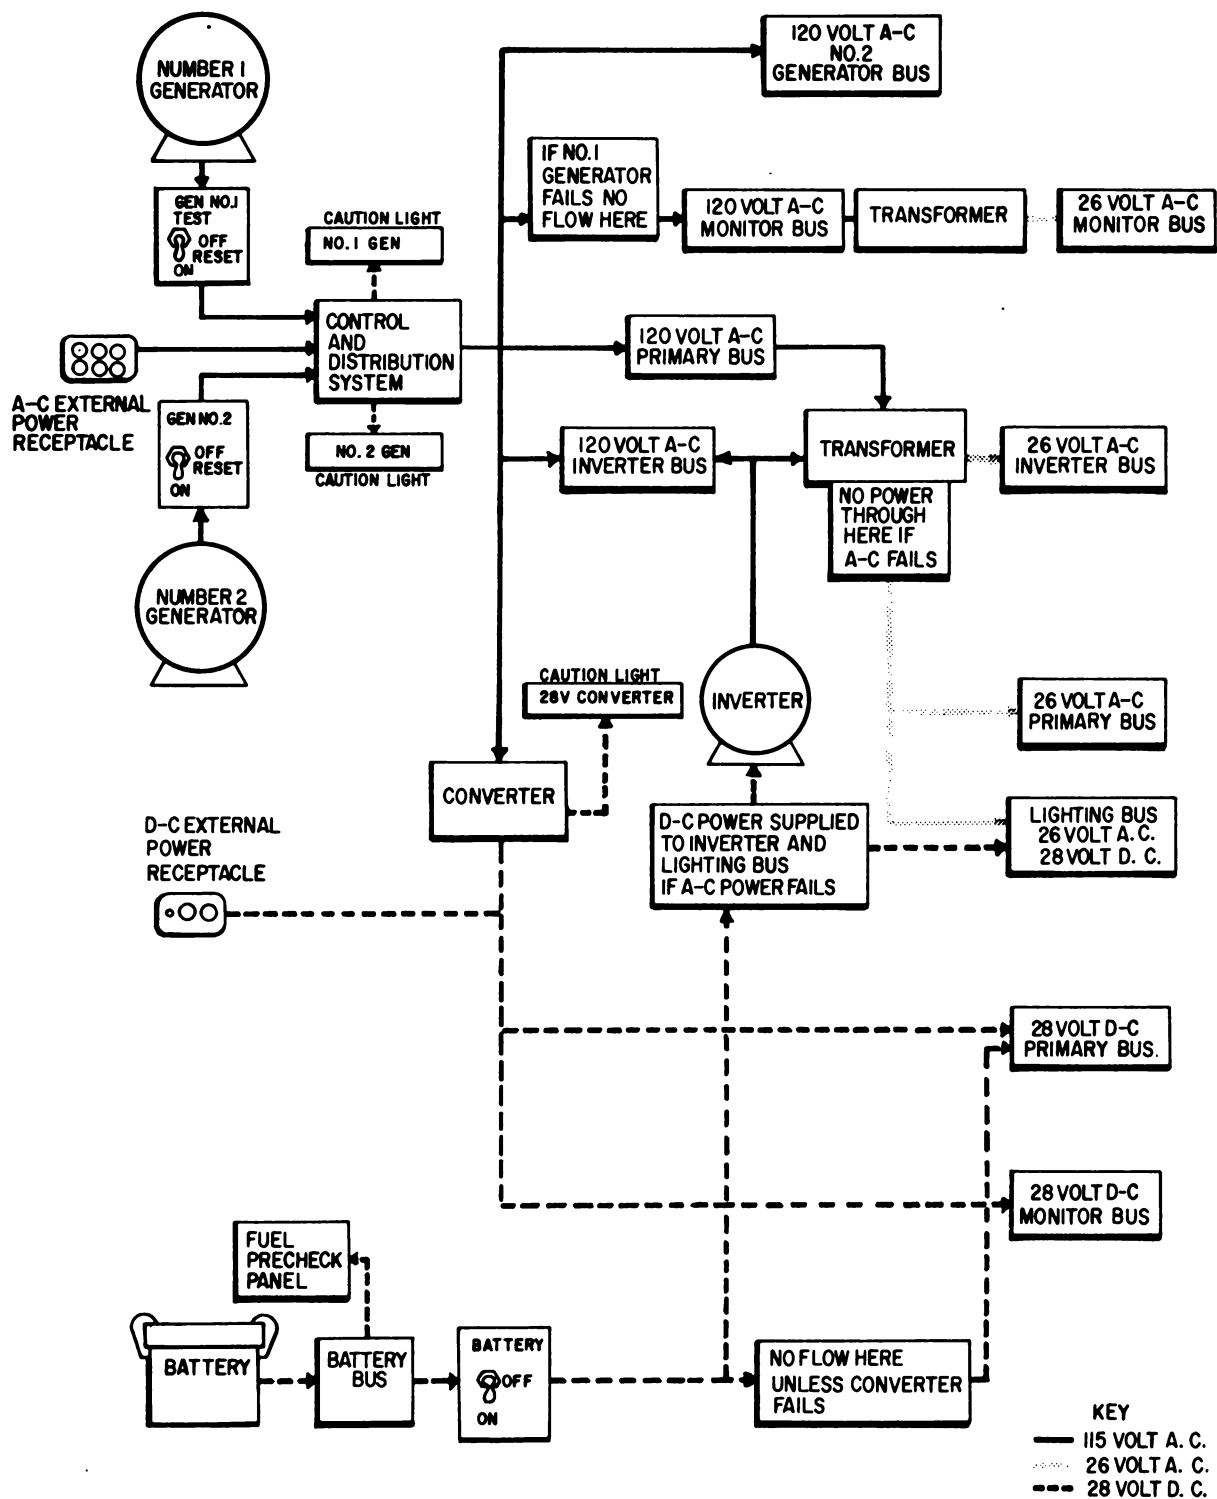 NUMBER 1
GENERATOR
GEN NO.1
TEST
OFF
RESET
ON
A-C EXTERNAL
POWER
RECEPTACLE
GEN NO.2
OFF
RESET
ON
NUMBER 2
GENERATOR
CAUTION LIGHT
NO. 1 GEN
CONTROL
AND
DISTRIBUTION
SYSTEM
NO. 2 GEN
CAUTION LIGHT
120 VOLT A-C
NO.2
GENERATOR BUS
IF NO.1
GENERATOR
FAILS NO
FLOW HERE
120 VOLT A-C
MONITOR BUS
TRANSFORMER
26 VOLT A-C
MONITOR BUS
120 VOLT A-C
PRIMARY BUS
120 VOLT A-C
INVERTER BUS
TRANSFORMER
NO POWER
THROUGH
HERE IF
A-C FAILS
26 VOLT A-C
INVERTER BUS
CAUTION LIGHT
28V CONVERTER
INVERTER
26 VOLT A-C
PRIMARY BUS
CONVERTER
D-C POWER SUPPLIED
TO INVERTER AND
LIGHTING BUS
IF A-C POWER FAILS
LIGHTING BUS
26 VOLT A.C.
28 VOLT D. C.
D-C EXTERNAL
POWER
RECEPTACLE
28 VOLT D-C
PRIMARY BUS.
28 VOLT D-C
MONITOR BUS
FUEL
PRECHECK
PANEL
BATTERY
BATTERY
BUS
BATTERY
OFF
ON
NO FLOW HERE
UNLESS CONVERTER
FAILS
KEY
115 VOLT A. C.
26 VOLT A. C.
28 VOLT D. C.